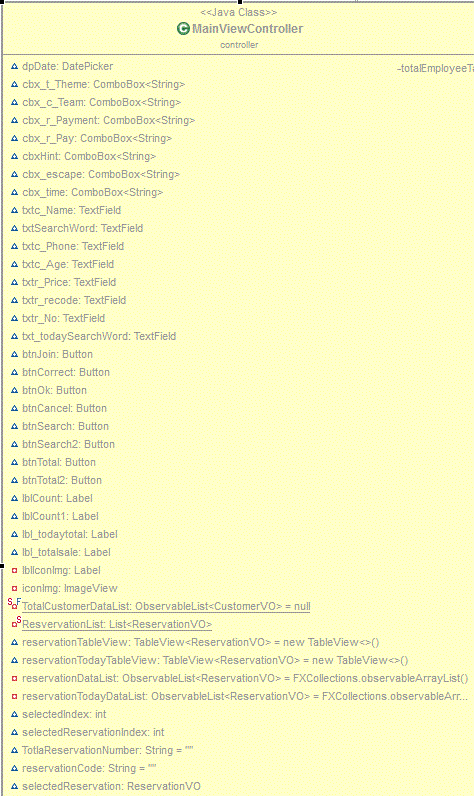 <<Java Class>>
MainViewController
controller
dpDate: DatePicker
-totalEmployeeTa
cbx_t_Theme: ComboBox<String>
cbx_c_Team: ComboBox<String>
cbx_r_Payment: ComboBox<String>
cbx_r_Pay: ComboBox<String>
cbxHint: ComboBox<String>
cbx_escape: ComboBox<String>
cbx_time: ComboBox<String>
txtc_Name: TextField
txtSearchWord: TextField
txtc_Phone: TextField
txtc_Age: TextField
txtr_Price: TextField
txtr_recode: TextField
txtr_No: TextField
txt_todaySearchWord: TextField
btnJoin: Button
btnCorrect: Button
btnOk: Button
btnCancel: Button
btnSearch: Button
btnSearch2: Button
btnTotal: Button
btnTotal2: Button
lblCount: Label
lblCount1: Label
lbl_todaytotal: Label
lbl_totalsale: Label
lblIconImg: Label
iconImg: ImageView
S F TotalCustomerDataList: ObservableList<CustomerVO> = null
S ResvervationList: List<ReservationVO>
reservationTableView: TableView<ReservationVO> = new TableView<>()
reservationTodayTableView: TableView<ReservationVO> = new TableView<>()
reservationDataList: ObservableList<ReservationVO> = FXCollections.observableArrayList()
reservationTodayDataList: ObservableList<ReservationVO> = FXCollections.observableArr...
selectedIndex: int
selectedReservationIndex: int
TotlaReservationNumber: String = ""
reservationCode: String = ""
selectedReservation: ReservationVO